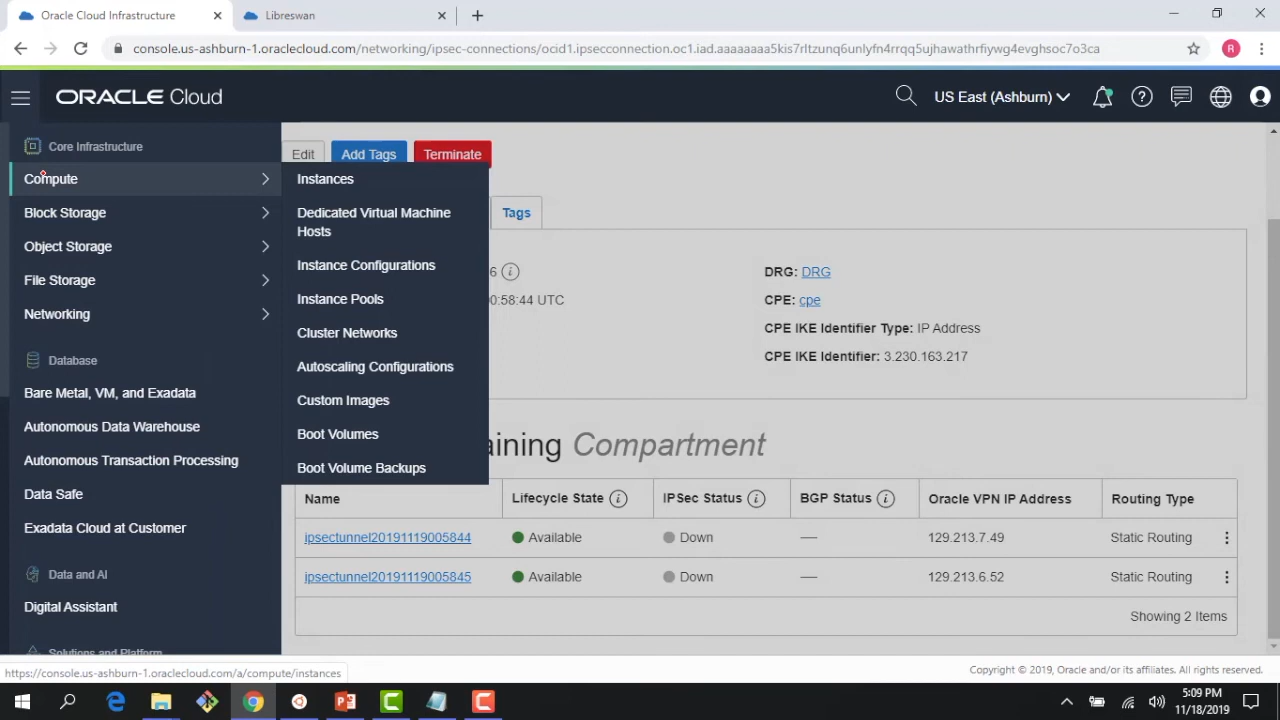 Oracle Cloud Infrastructure
Libreswan
console.us-ashburn-1.oraclecloud.com/networking/ipsec-connections/ocid1.ipsecconnection.oc1.iad.aaaaaaaa5kis7rltzunq6unlyfn4rrqq5ujhawathrfiywg4evghsoc7o3ca
R
ORACLE Cloud
US East (Ashburn)
Core Infrastructure
Compute
Block Storage
Object Storage
File Storage
Networking
Database
Bare Metal, VM, and Exadata
Autonomous Data Warehouse
Autonomous Transaction Processing
Data Safe
Exadata Cloud at Customer
Data and AI
Digital Assistant
Solutions and Platform
Instances
Dedicated Virtual Machine
Hosts
Instance Configurations
Instance Pools
Cluster Networks
Autoscaling Configurations
Custom Images
Boot Volumes
Boot Volume Backups
Edit Add Tags Terminate
Tags
6
0:58:44 UTC
DRG: DRG
CPE: cpe
CPE IKE Identifier Type: IP Address
CPE IKE Identifier: 3.230.163.217
aining Compartment
Name Lifecycle State IPSec Status BGP Status Oracle VPN IP Address Routing Type
ipsectunnel20191119005844 Available Down — 129.213.7.49 Static Routing
ipsectunnel20191119005845 Available Down — 129.213.6.52 Static Routing
Showing 2 Items
https://console.us-ashburn-1.oraclecloud.com/a/compute/instances
Copyright © 2019, Oracle and/or its affiliates. All rights reserved.
5:09 PM
11/18/2019